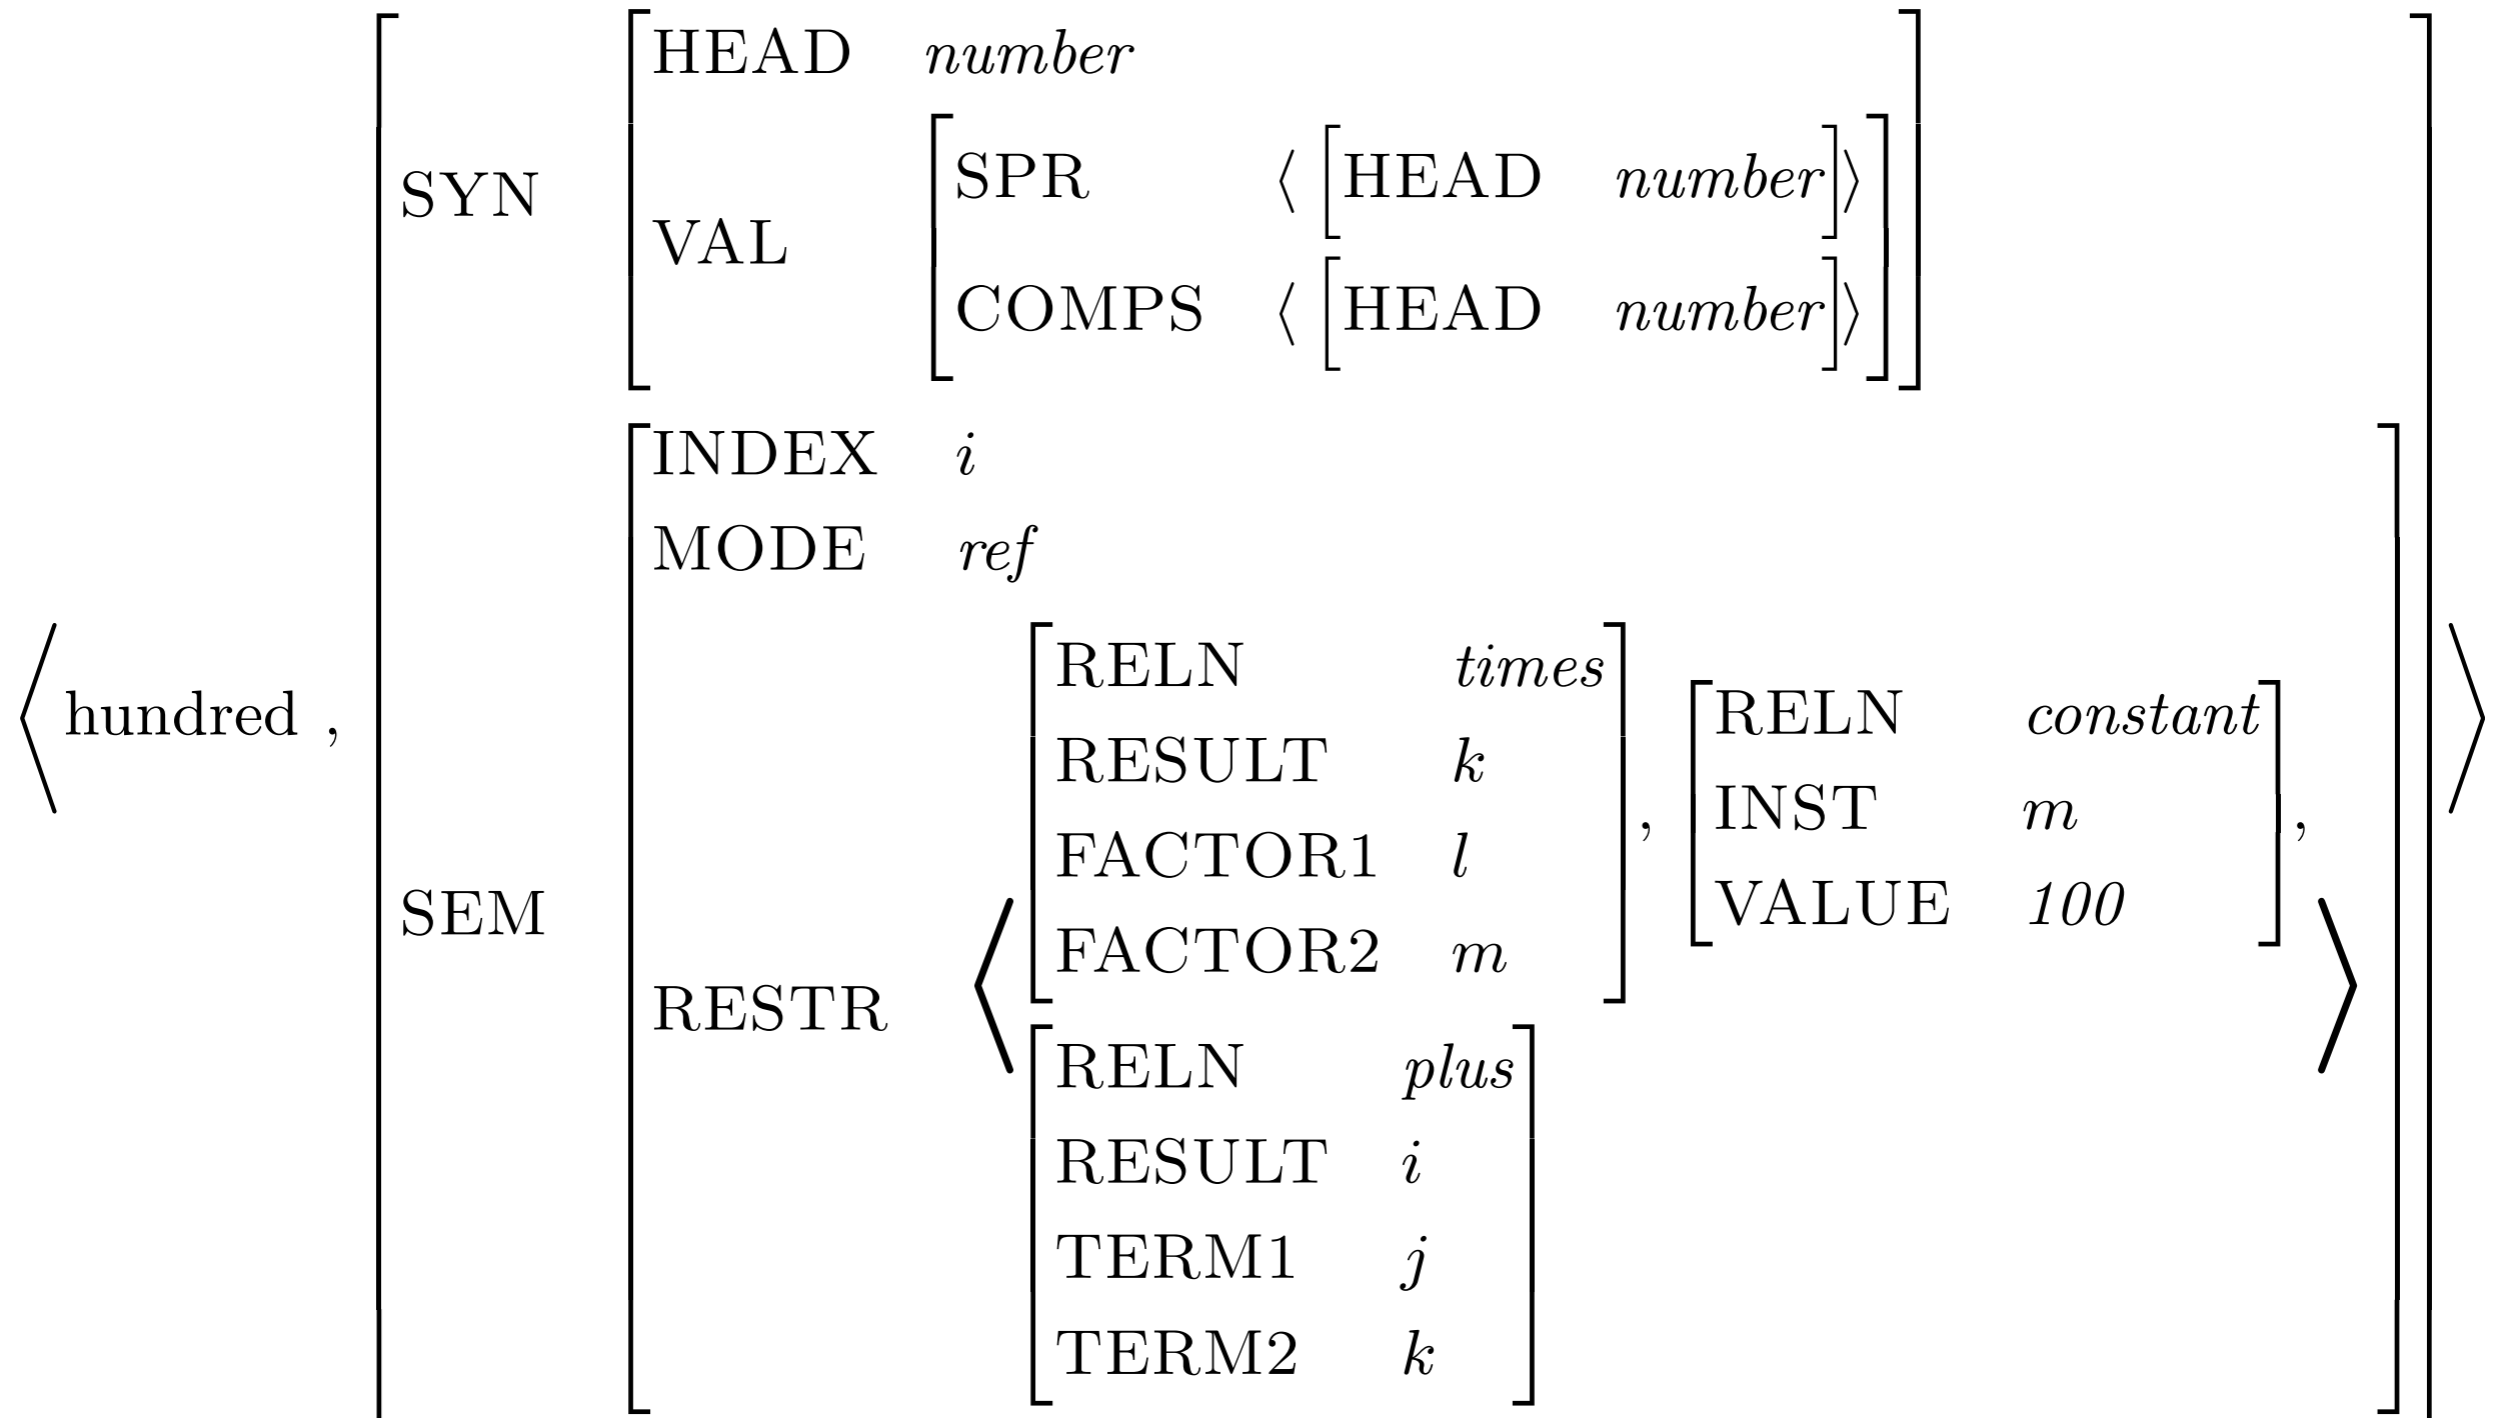 HEAD number
SPR ⟨ [HEAD number] ⟩
SYN
VAL
COMPS ⟨ [HEAD number] ⟩
INDEX i
MODE ref
RELN times
⟨ hundred , RELN constant ⟩
RESULT k
INST m ,
, 
FACTOR1 l
SEM VALUE 100
FACTOR2 m
RESTR ⟨ ⟩
RELN plus
RESULT i
TERM1 j
TERM2 k